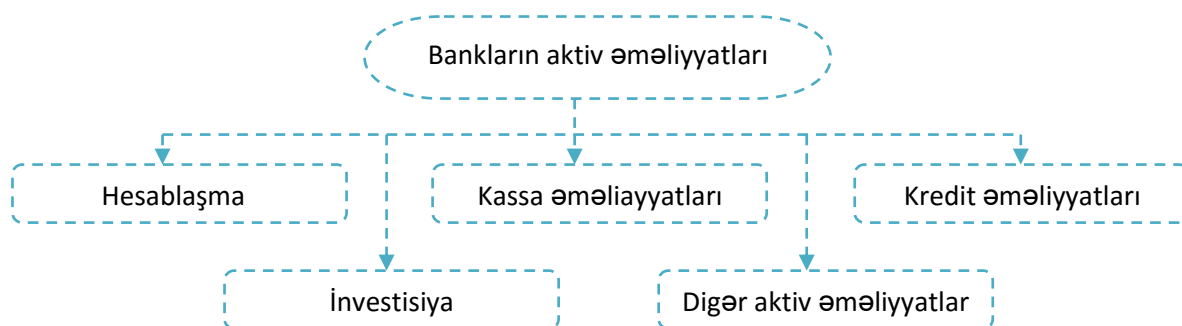 Bankların aktiv əməliyyatları
Hesablaşma
Kassa əməliayyatları
Kredit əməliyyatları
İnvestisiya
Digər aktiv əməliyyatlar